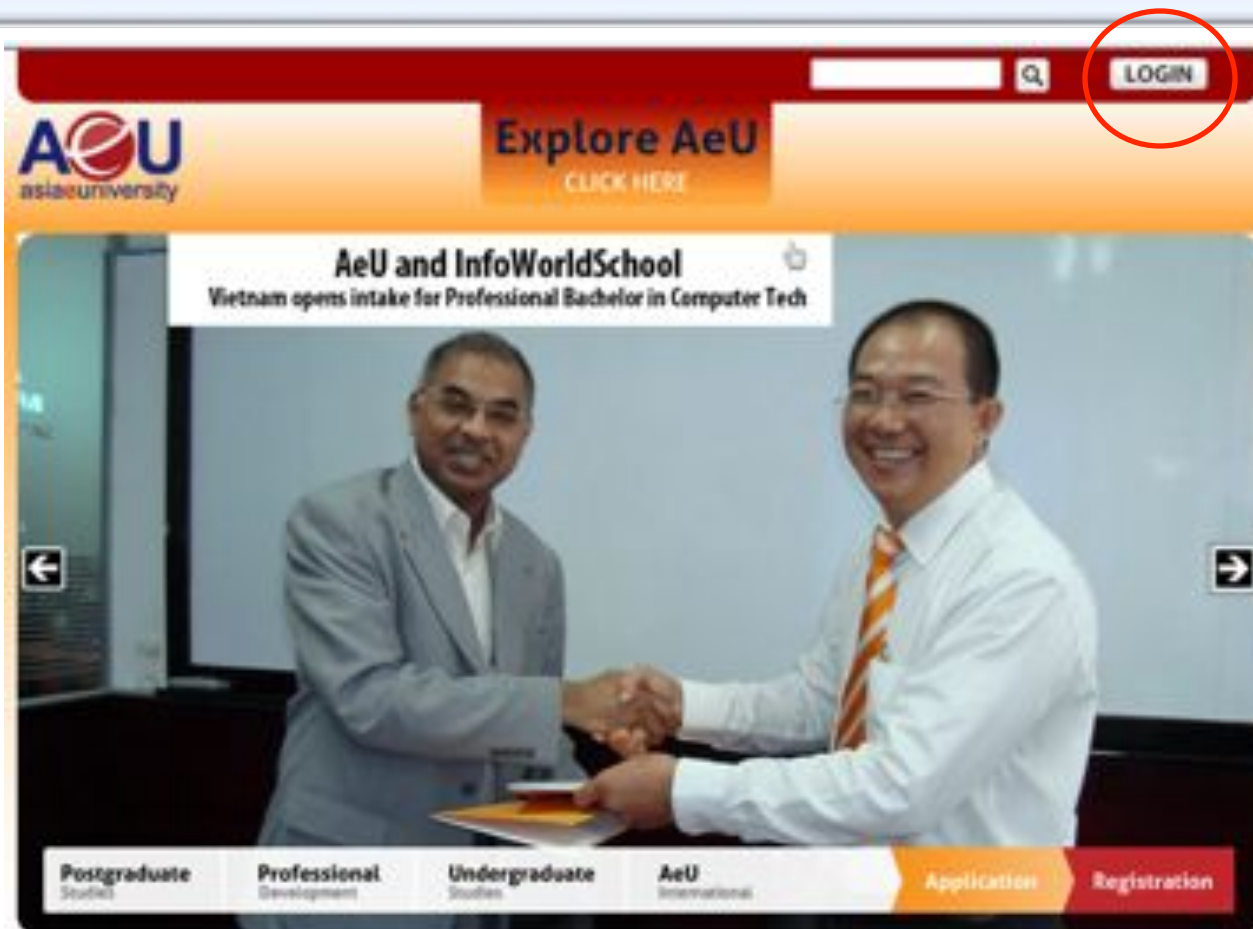 LOGIN
AeU
asiaeuniversity
Explore AeU
CLICK HERE
AeU and InfoWorldSchool
Vietnam opens intake for Professional Bachelor in Computer Tech
Postgraduate
Studies
Professional
Development
Undergraduate
Studies
AeU
International
Application
Registration